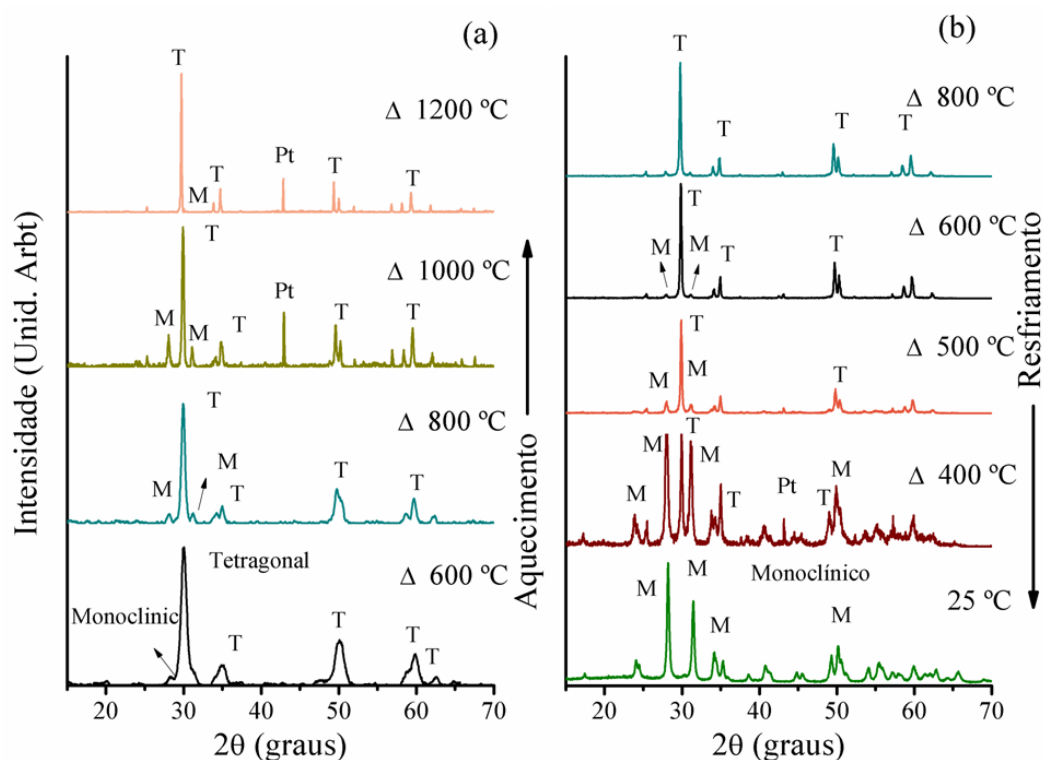 (a)
T
Δ 1200 ºC
Pt
M
T
T
T
T
Δ 1000 ºC
Pt
M
M
T
T
T
T
Δ 800 ºC
M
M
T
T
T
Tetragonal
Δ 600 ºC
Monoclinic
T
T
T
T
20
30
40
50
60
70
2θ (graus)
Intensidade (Unid. Arbt)
Aquecimento
(b)
T
Δ 800 ºC
T
T
T
T
Δ 600 ºC
M
M
T
T
Δ 500 ºC
M
M
T
T
Δ 400 ºC
M
M
M
T
Pt
T
M
Monoclínico
25 ºC
M
M
M
M
20
30
40
50
60
70
2θ (graus)
Resfriamento